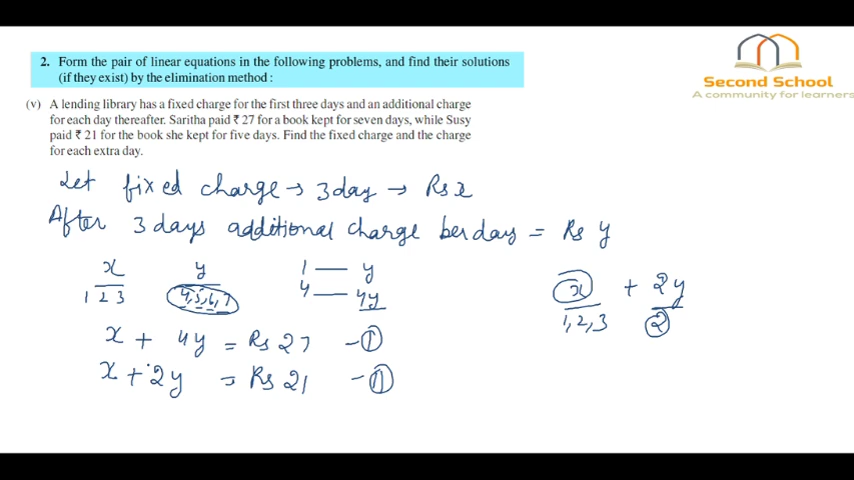 2. Form the pair of linear equations in the following problems, and find their solutions
(if they exist) by the elimination method :
Second School
A community for learners
(v) A lending library has a fixed charge for the first three days and an additional charge
for each day thereafter. Saritha paid ₹ 27 for a book kept for seven days, while Susy
paid ₹ 21 for the book she kept for five days. Find the fixed charge and the charge
for each extra day.
Let fixed charge → 3 day → Rs x
After 3 days additional charge per day = Rs y
x y 1 — y
1 2 3 4,5,6,7 4 — 4y
x + 2y
1,2,3 2
x + 4y = Rs 27 - I
x + 2y = Rs 21 - II